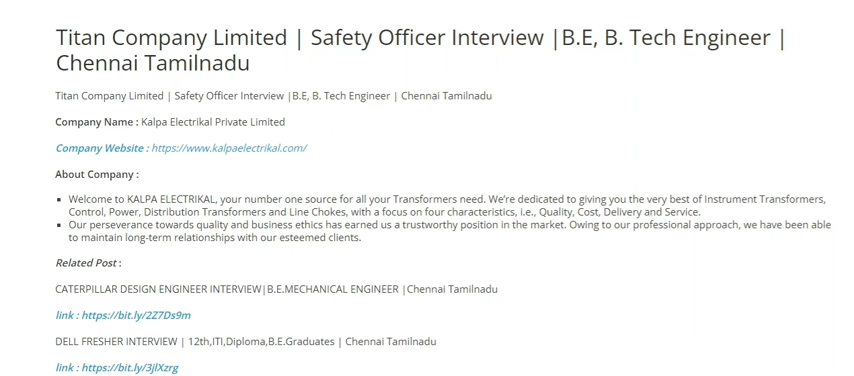 Titan Company Limited | Safety Officer Interview |B.E, B. Tech Engineer |
Chennai Tamilnadu
Titan Company Limited | Safety Officer Interview |B.E, B. Tech Engineer | Chennai Tamilnadu
Company Name : Kalpa Electrikal Private Limited
Company Website : https://www.kalpaelectrikal.com/
About Company :
▪ Welcome to KALPA ELECTRIKAL, your number one source for all your Transformers need. We’re dedicated to giving you the very best of Instrument Transformers,
Control, Power, Distribution Transformers and Line Chokes, with a focus on four characteristics, i.e., Quality, Cost, Delivery and Service.
▪ Our perseverance towards quality and business ethics has earned us a trustworthy position in the market. Owing to our professional approach, we have been able
to maintain long-term relationships with our esteemed clients.
Related Post :
CATERPILLAR DESIGN ENGINEER INTERVIEW|B.E.MECHANICAL ENGINEER |Chennai Tamilnadu
link : https://bit.ly/2Z7Ds9m
DELL FRESHER INTERVIEW | 12th,ITI,Diploma,B.E.Graduates | Chennai Tamilnadu
link : https://bit.ly/3jlXzrg